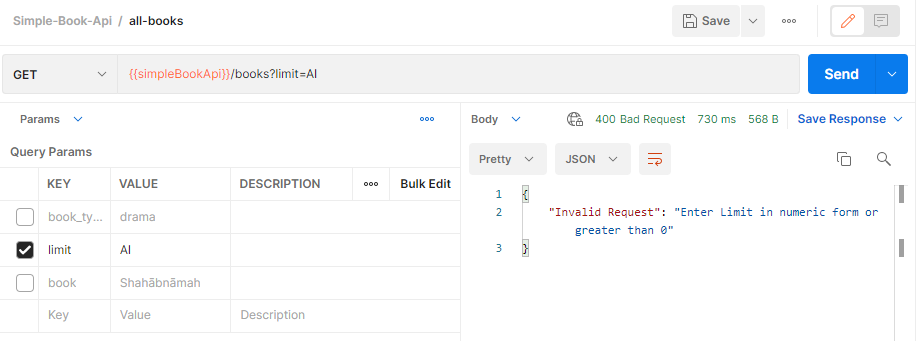 Simple-Book-Api / all-books
Save
GET
{{simpleBookApi}}/books?limit=AI
Send
Params
Body
400 Bad Request 730 ms 568 B
Save Response
Query Params
Pretty
JSON
KEY VALUE DESCRIPTION Bulk Edit
book_ty... drama
limit AI
book Shahābnāmah
Key Value Description
1 {
2 "Invalid Request": "Enter Limit in numeric form or
greater than 0"
3 }